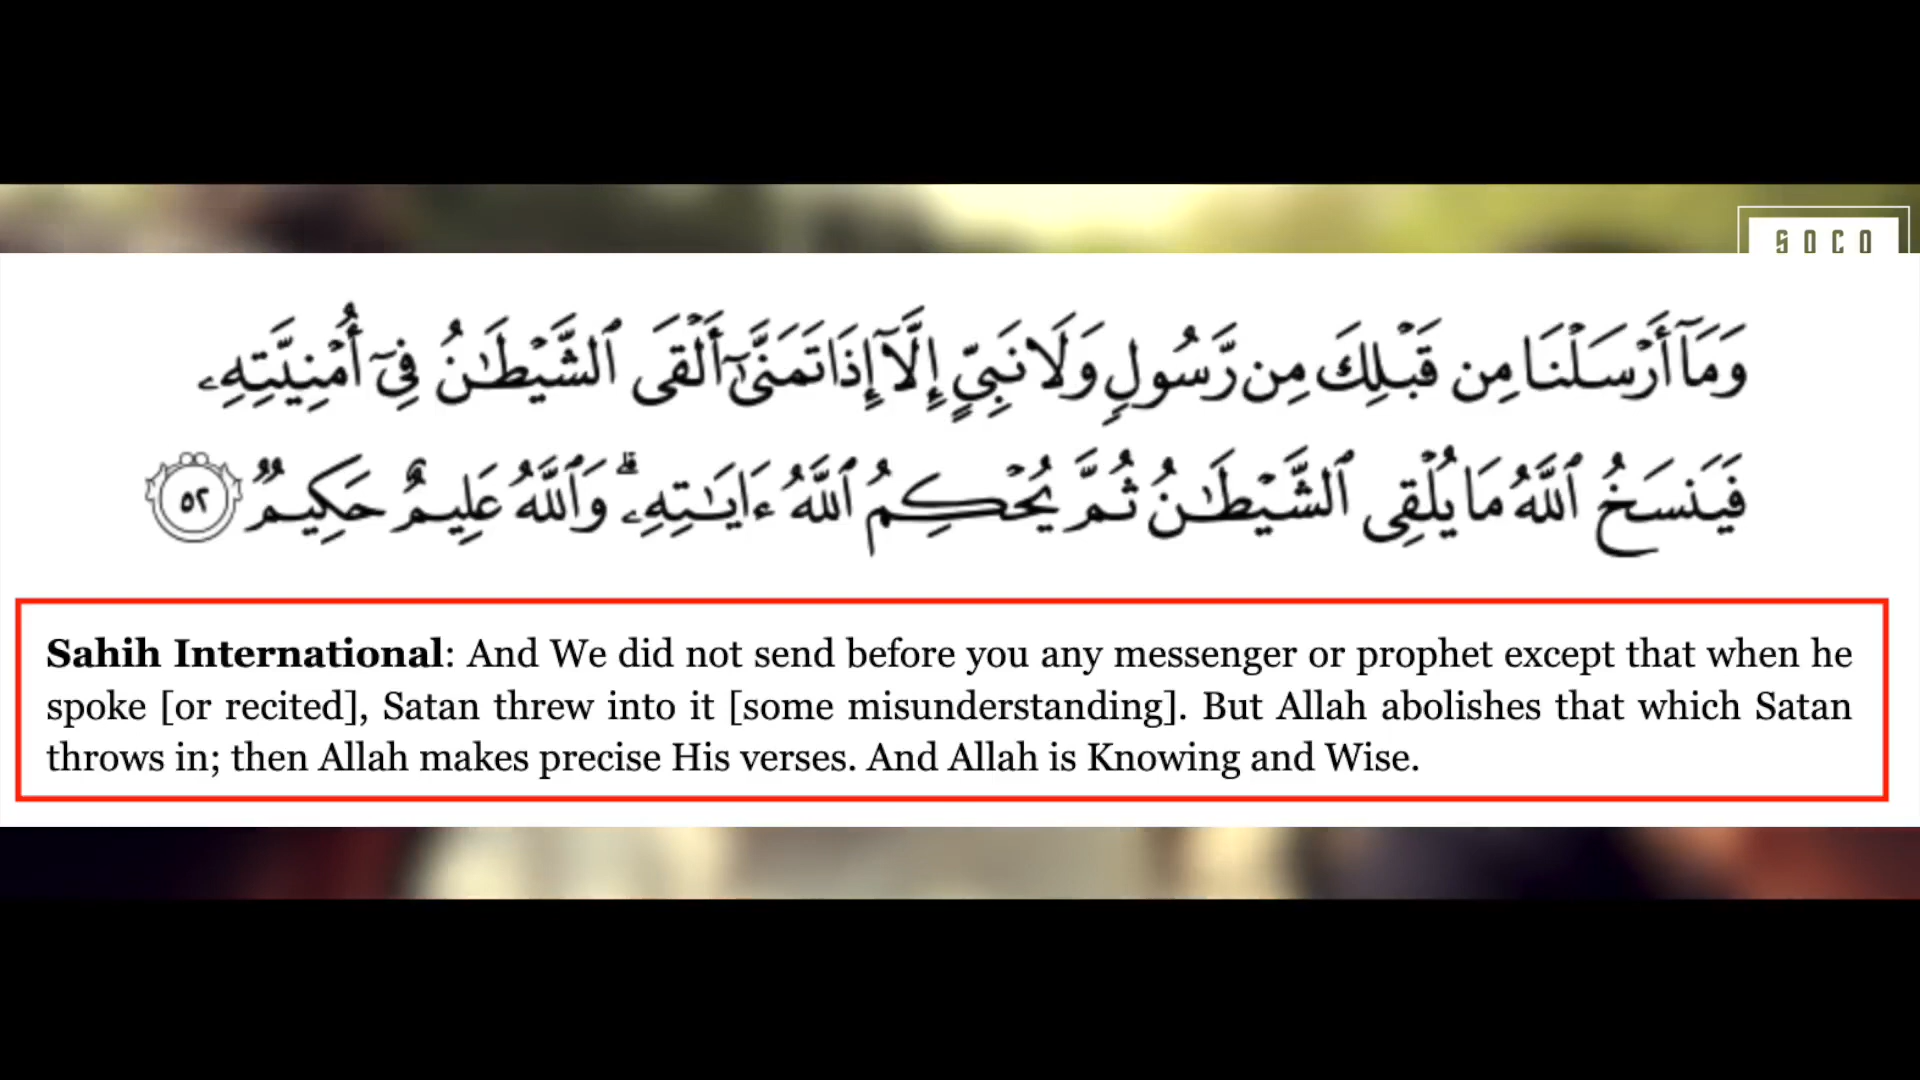 SOCO
وَمَآ أَرْسَلْنَا مِن قَبْلِكَ مِن رَّسُولٍ وَلَا نَبِيٍّ إِلَّآ إِذَا تَمَنَّىٰٓ أَلْقَى ٱلشَّيْطَـٰنُ فِىٓ أُمْنِيَّتِهِۦ
فَيَنسَخُ ٱللَّهُ مَا يُلْقِى ٱلشَّيْطَـٰنُ ثُمَّ يُحْكِمُ ٱللَّهُ ءَايَـٰتِهِۦ ۗ وَٱللَّهُ عَلِيمٌ حَكِيمٌ ٥٢
Sahih International: And We did not send before you any messenger or prophet except that when he
spoke [or recited], Satan threw into it [some misunderstanding]. But Allah abolishes that which Satan
throws in; then Allah makes precise His verses. And Allah is Knowing and Wise.